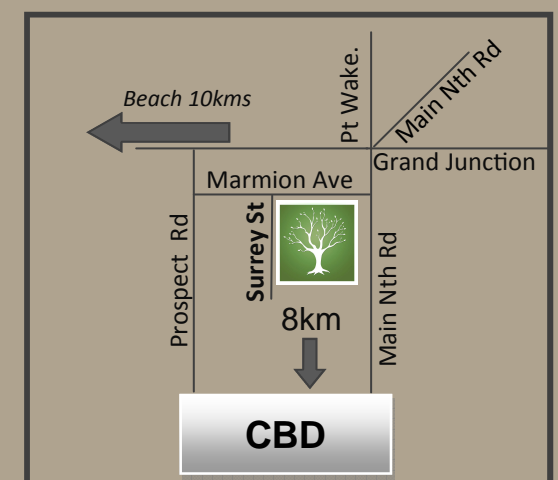 Pt Wake.
Main Nth Rd
Beach 10kms
Grand Junction
Marmion Ave
Prospect Rd
Surrey St
Main Nth Rd
8km
CBD